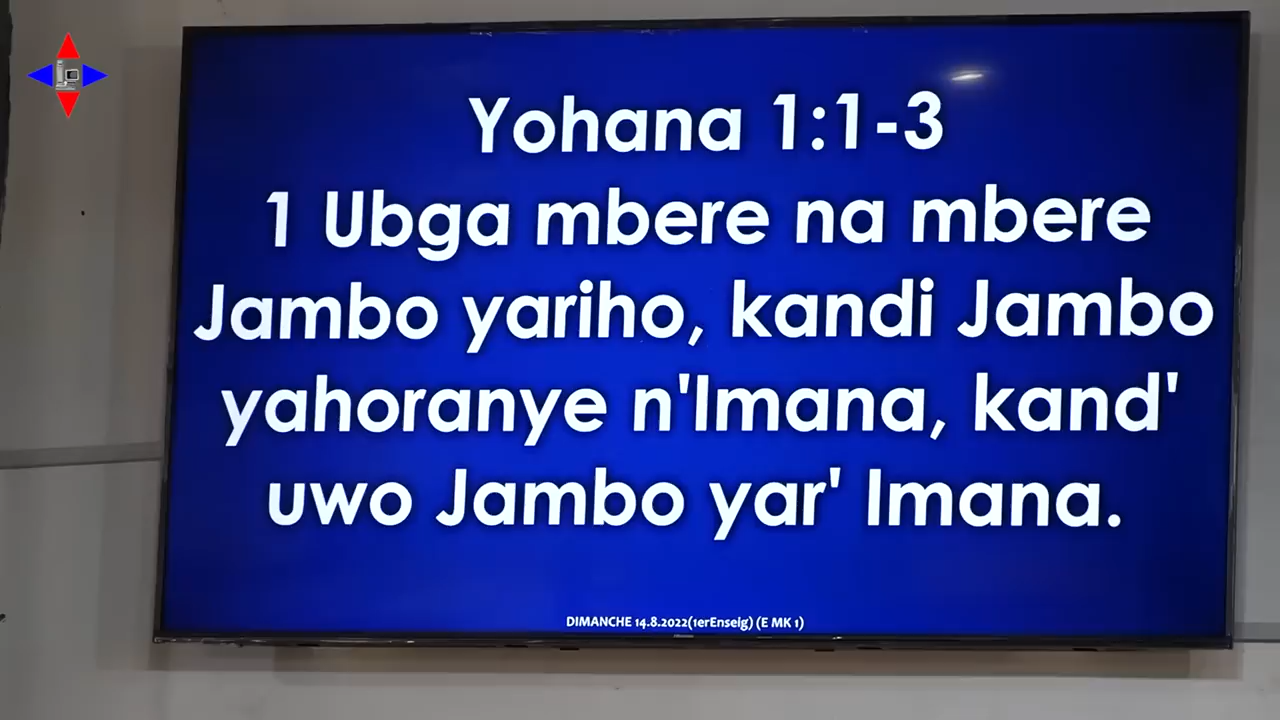 Yohana 1:1-3
1 Ubga mbere na mbere
Jambo yariho, kandi Jambo
yahoranye n'Imana, kand'
uwo Jambo yar' Imana.
DIMANCHE 14.8.2022(1erEnseig) (E MK 1)